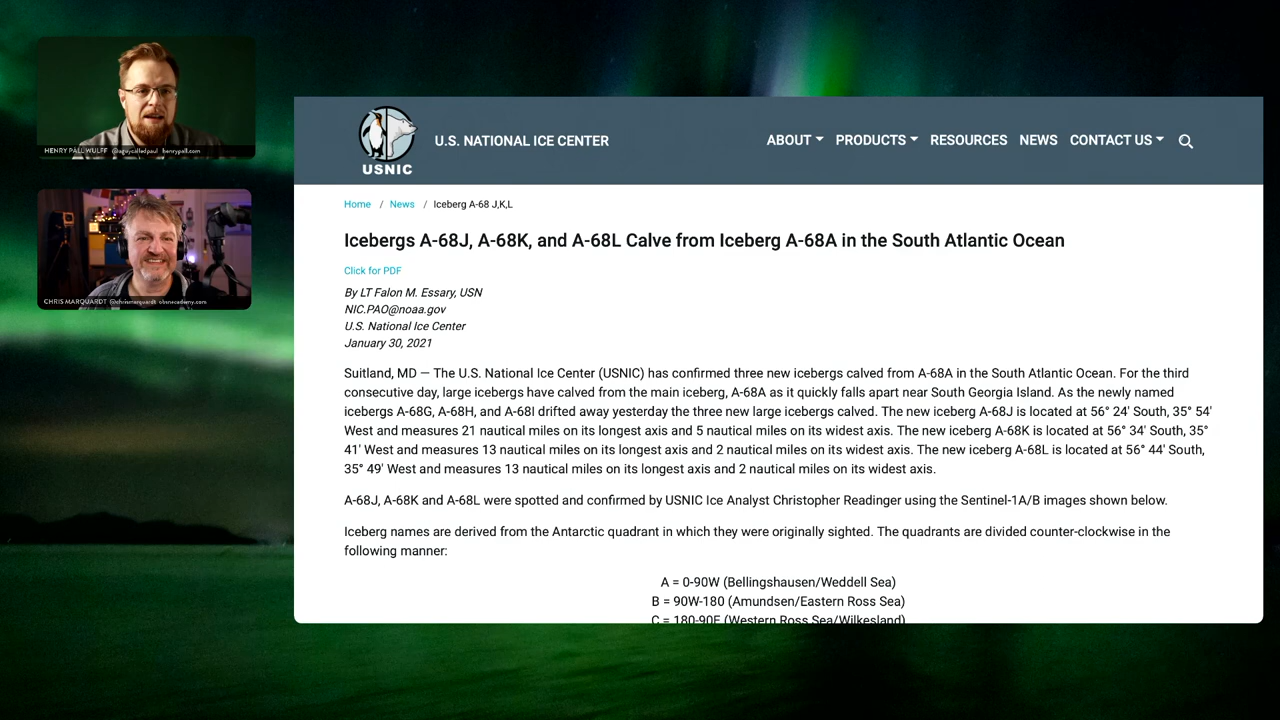 HENRY PALL WULFF @aguycalledpaul henrypall.com
CHRIS MARQUARDT @chrismarquardt obsnecademy.com
USNIC
U.S. NATIONAL ICE CENTER
ABOUT PRODUCTS RESOURCES NEWS CONTACT US
Home / News / Iceberg A-68 J,K,L
Icebergs A-68J, A-68K, and A-68L Calve from Iceberg A-68A in the South Atlantic Ocean
Click for PDF
By LT Falon M. Essary, USN
NIC.PAO@noaa.gov
U.S. National Ice Center
January 30, 2021
Suitland, MD — The U.S. National Ice Center (USNIC) has confirmed three new icebergs calved from A-68A in the South Atlantic Ocean. For the third
consecutive day, large icebergs have calved from the main iceberg, A-68A as it quickly falls apart near South Georgia Island. As the newly named
icebergs A-68G, A-68H, and A-68I drifted away yesterday the three new large icebergs calved. The new iceberg A-68J is located at 56° 24' South, 35° 54'
West and measures 21 nautical miles on its longest axis and 5 nautical miles on its widest axis. The new iceberg A-68K is located at 56° 34' South, 35°
41' West and measures 13 nautical miles on its longest axis and 2 nautical miles on its widest axis. The new iceberg A-68L is located at 56° 44' South,
35° 49' West and measures 13 nautical miles on its longest axis and 2 nautical miles on its widest axis.
A-68J, A-68K and A-68L were spotted and confirmed by USNIC Ice Analyst Christopher Readinger using the Sentinel-1A/B images shown below.
Iceberg names are derived from the Antarctic quadrant in which they were originally sighted. The quadrants are divided counter-clockwise in the
following manner:
A = 0-90W (Bellingshausen/Weddell Sea)
B = 90W-180 (Amundsen/Eastern Ross Sea)
C = 180-90E (Western Ross Sea/Wilkesland)